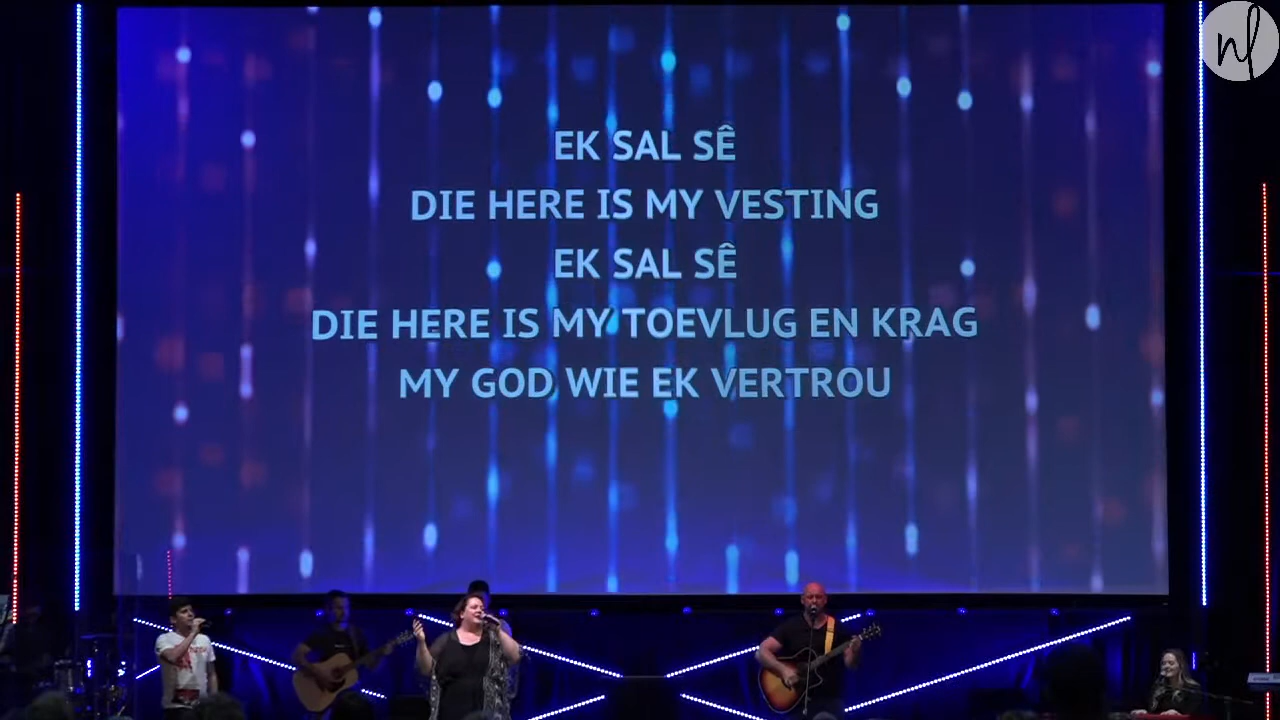 EK SAL SÊ
DIE HERE IS MY VESTING
EK SAL SÊ
DIE HERE IS MY TOEVLUG EN KRAG
MY GOD WIE EK VERTROU
nl